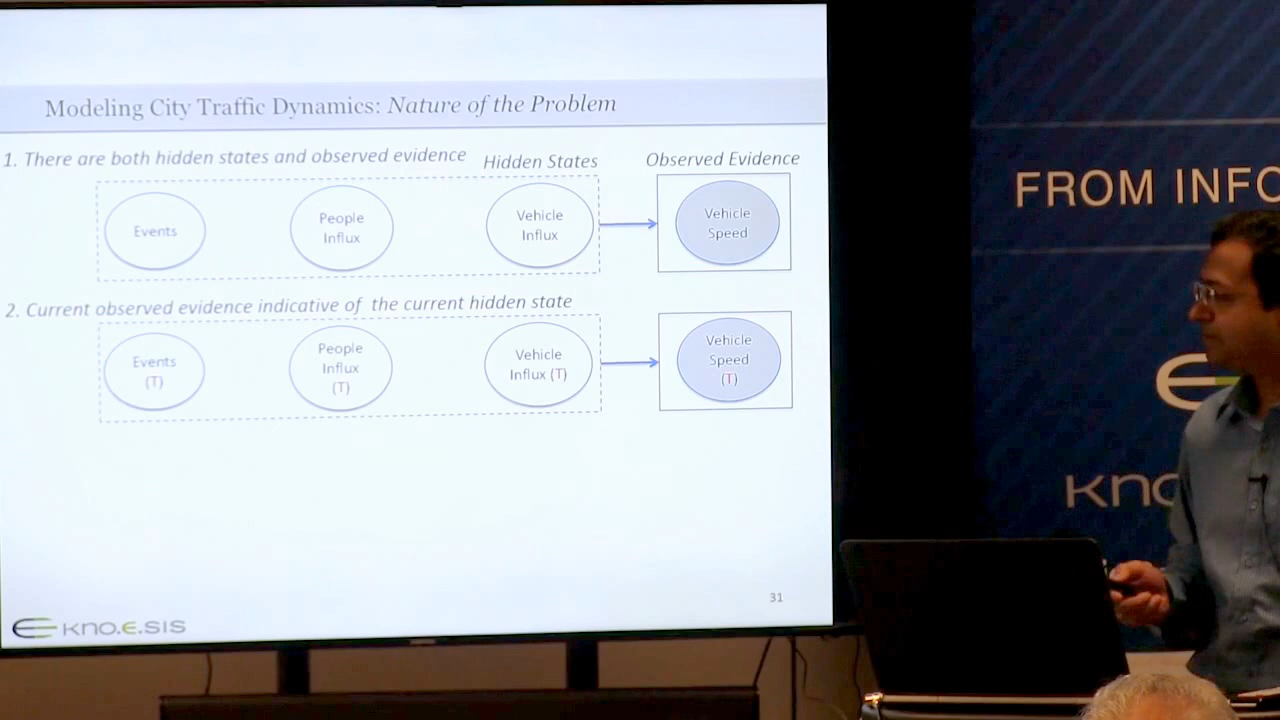 Modeling City Traffic Dynamics: Nature of the Problem
1. There are both hidden states and observed evidence
Hidden States
Observed Evidence
Events
People
Influx
Vehicle
Influx
Vehicle
Speed
2. Current observed evidence indicative of the current hidden state
Events
(T)
People
Influx
(T)
Vehicle
Influx (T)
Vehicle
Speed
(T)
31
kno.e.sis
FROM INFO
kno